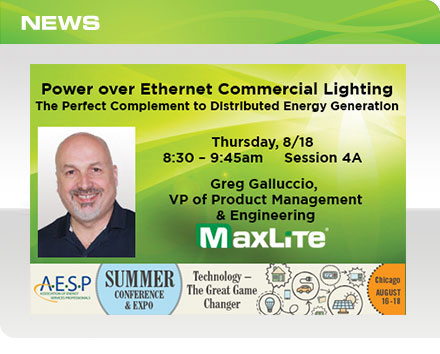 NEWS
Power over Ethernet Commercial Lighting
The Perfect Complement to Distributed Energy Generation
Thursday, 8/18
8:30 – 9:45am Session 4A
Greg Galluccio,
VP of Product Management
& Engineering
MAXLITE®
A·E·S·P
ASSOCIATION OF ENERGY
SERVICES PROFESSIONALS
SUMMER
CONFERENCE
& EXPO
Technology –
The Great Game
Changer
Chicago
AUGUST
16-18